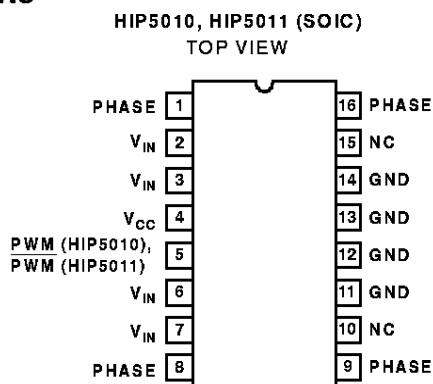 HIP5010, HIP5011 (SOIC)
TOP VIEW
PHASE 1 16 PHASE
V_IN 2 15 NC
V_IN 3 14 GND
V_CC 4 13 GND
PWM (HIP5010),
P̅W̅M̅ (HIP5011) 5 12 GND
V_IN 6 11 GND
V_IN 7 10 NC
PHASE 8 9 PHASE